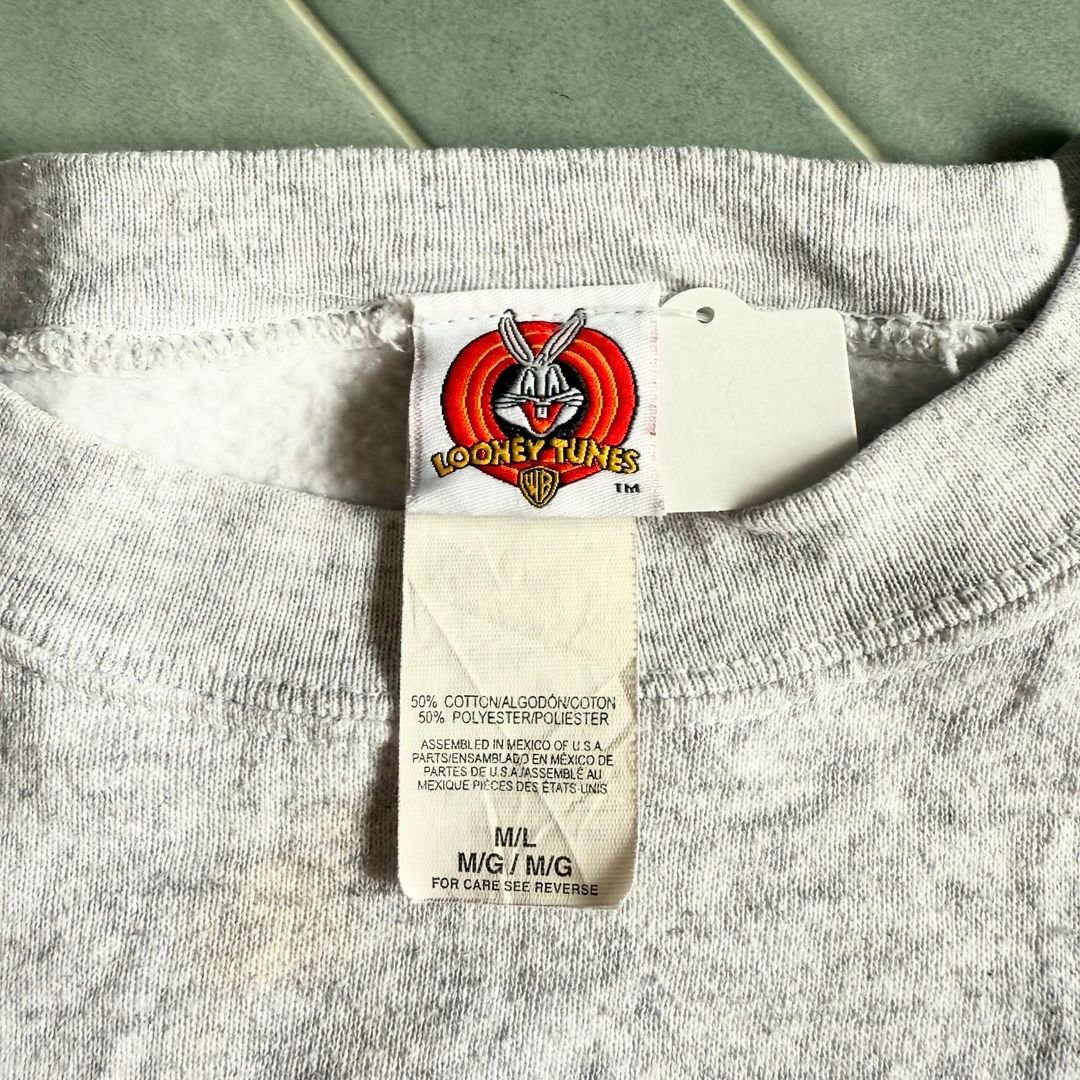 LOONEY TUNES
WB
TM
50% COTTON/ALGODÓN/COTON
50% POLYESTER/POLIESTER
ASSEMBLED IN MEXICO OF U.S.A.
PARTS/ENSAMBLADO EN MÉXICO DE
PARTES DE U.S.A./ASSEMBLÉ AU
MEXIQUE PIÈCES DES ÉTATS-UNIS
M/L
M/G / M/G
FOR CARE SEE REVERSE